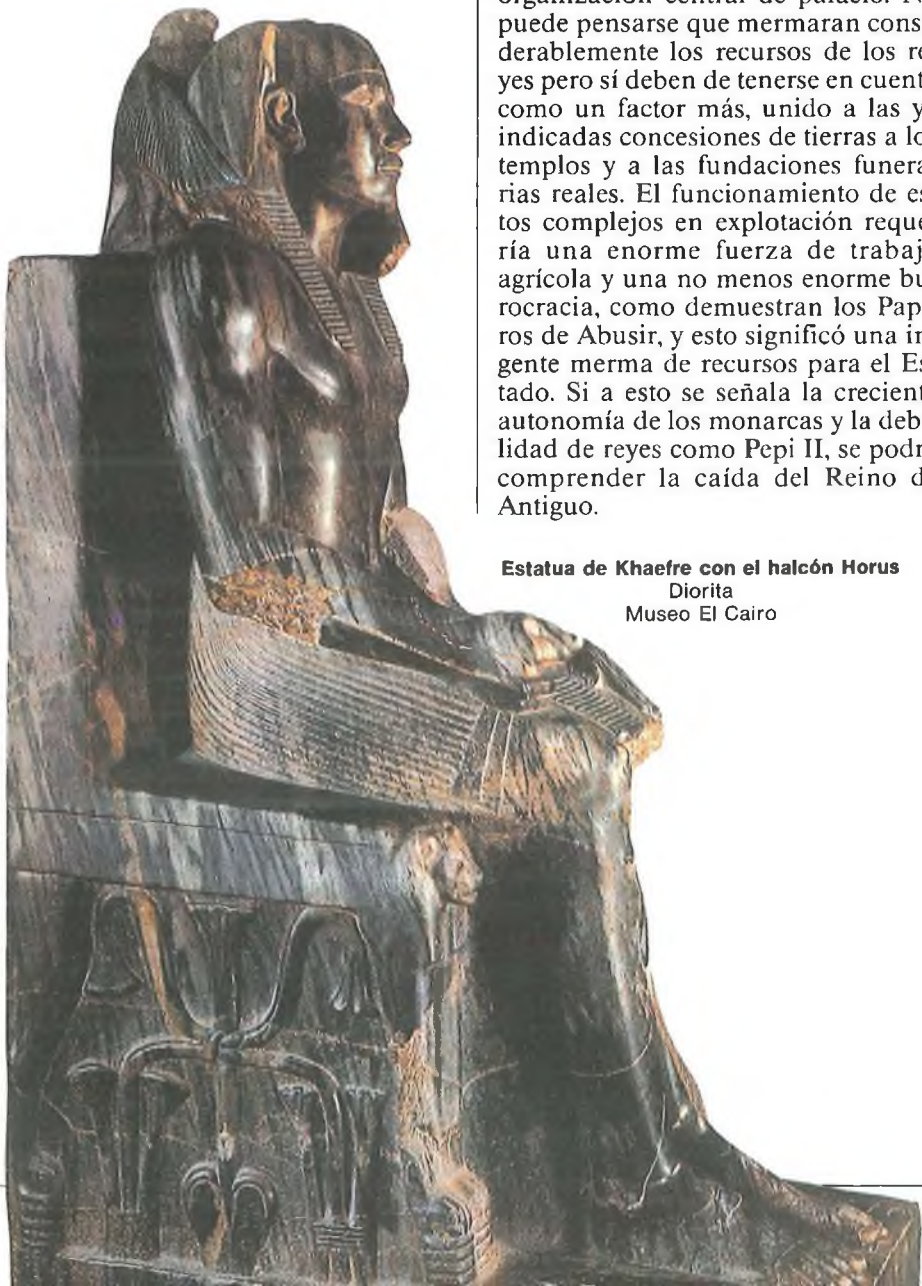 organización central de palacio. N
puede pensarse que mermaran cons
derablemente los recursos de los re
yes pero sí deben de tenerse en cuent
como un factor más, unido a las y
indicadas concesiones de tierras a lo
templos y a las fundaciones funera
rias reales. El funcionamiento de es
tos complejos en explotación reque
ría una enorme fuerza de trabaj
agrícola y una no menos enorme bu
rocracia, como demuestran los Pap
ros de Abusir, y esto significó una in
gente merma de recursos para el Es
tado. Si a esto se señala la crecient
autonomía de los monarcas y la deb
lidad de reyes como Pepi II, se podr
comprender la caída del Reino d
Antiguo.
Estatua de Khaefre con el halcón Horus
Diorita
Museo El Cairo